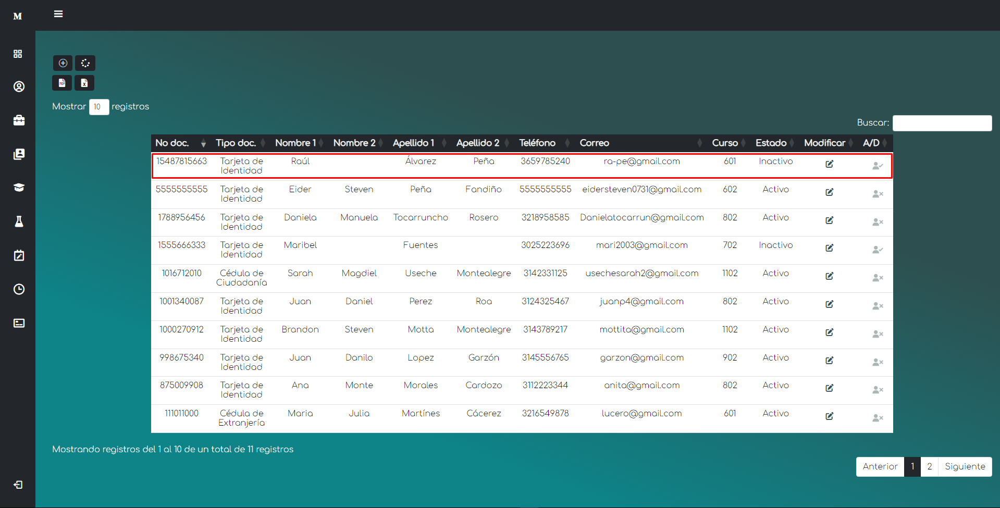 M
Mostrar 10 registros
Buscar:
No doc. Tipo doc. Nombre 1 Nombre 2 Apellido 1 Apellido 2 Teléfono Correo Curso Estado Modificar A/D
15487815663 Tarjeta de Identidad Raúl Álvarez Peña 3659785240 ra-pe@gmail.com 601 Inactivo
5555555555 Tarjeta de Identidad Eider Steven Peña Fandiño 5555555555 eidersteven0731@gmail.com 602 Activo
1788956456 Tarjeta de Identidad Daniela Manuela Tocarruncho Rosero 3218958585 Danielatocarrun@gmail.com 802 Activo
1555666333 Tarjeta de Identidad Maribel Fuentes 3025223696 mari2003@gmail.com 702 Inactivo
1016712010 Cédula de Ciudadanía Sarah Magdiel Useche Montealegre 3142331125 usechesarah2@gmail.com 1102 Activo
1001340087 Tarjeta de Identidad Juan Daniel Perez Roa 3124325467 juanp4@gmail.com 802 Activo
1000270912 Tarjeta de Identidad Brandon Steven Motta Montealegre 3143789217 mottita@gmail.com 1102 Activo
998675340 Tarjeta de Identidad Juan Danilo Lopez Garzón 3145556765 garzon@gmail.com 902 Activo
875009908 Tarjeta de Identidad Ana Monte Morales Cardozo 3112223344 anita@gmail.com 802 Activo
111011000 Cédula de Extranjería Maria Julia Martínes Cácerez 3216549878 lucero@gmail.com 601 Activo
Mostrando registros del 1 al 10 de un total de 11 registros
Anterior 1 2 Siguiente